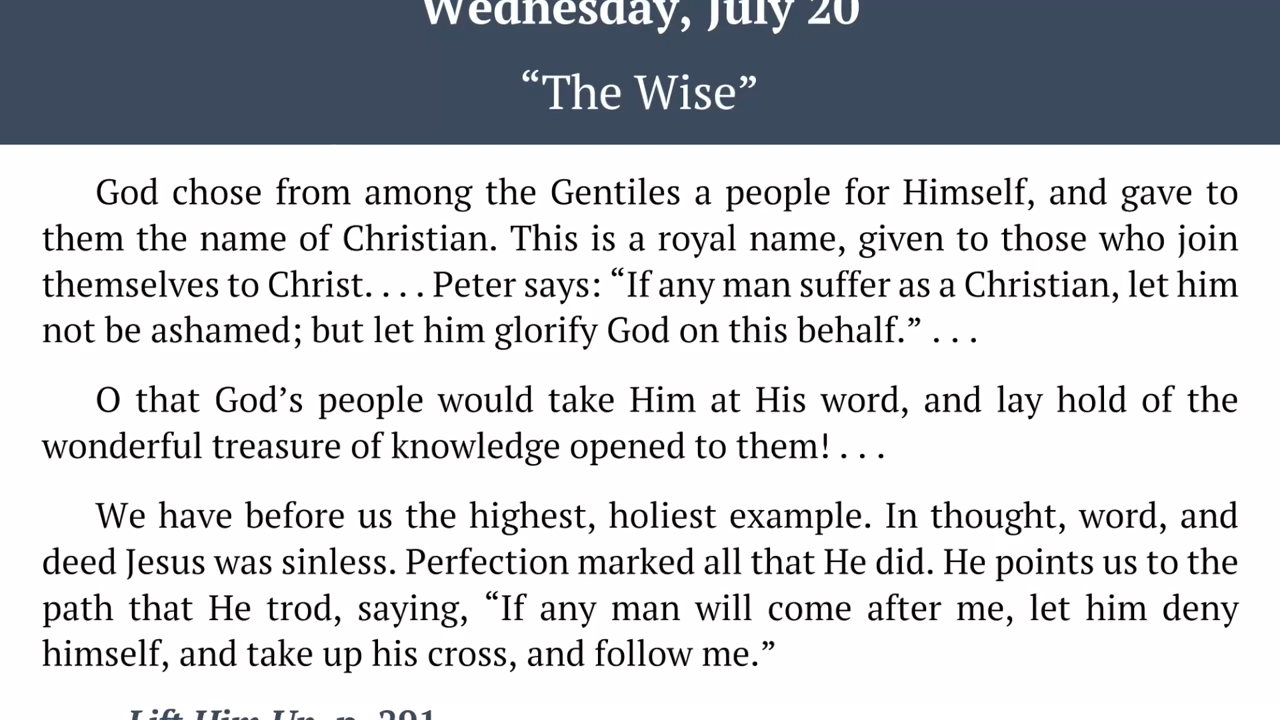 Wednesday, July 20
“The Wise”
God chose from among the Gentiles a people for Himself, and gave to
them the name of Christian. This is a royal name, given to those who join
themselves to Christ. . . . Peter says: “If any man suffer as a Christian, let him
not be ashamed; but let him glorify God on this behalf.” . . .
O that God’s people would take Him at His word, and lay hold of the
wonderful treasure of knowledge opened to them! . . .
We have before us the highest, holiest example. In thought, word, and
deed Jesus was sinless. Perfection marked all that He did. He points us to the
path that He trod, saying, “If any man will come after me, let him deny
himself, and take up his cross, and follow me.”
Lift Him Up, p. 291